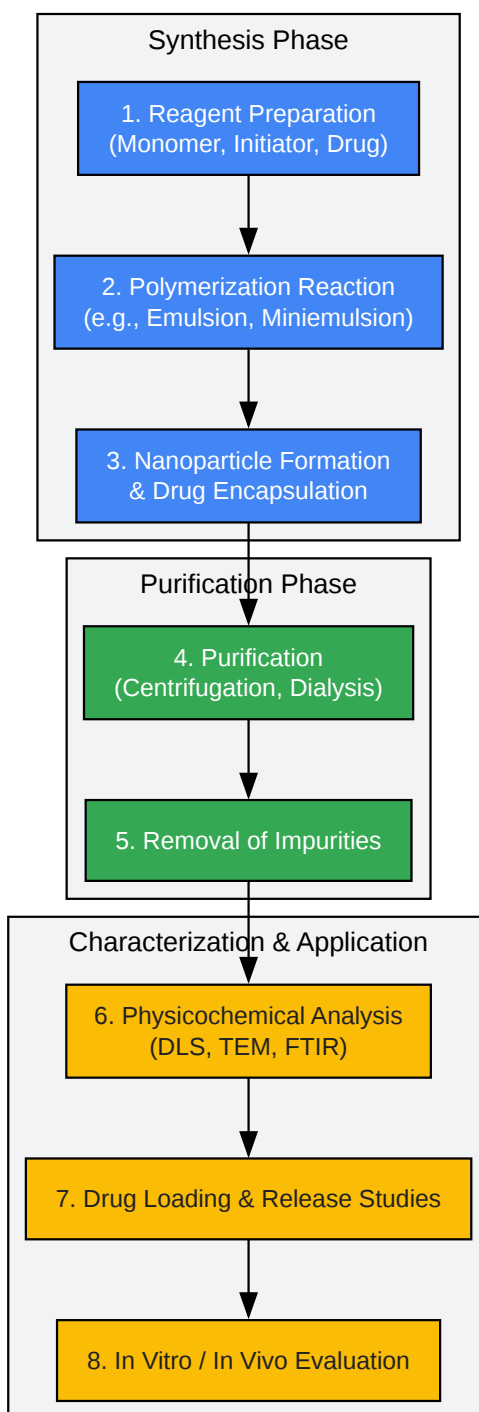 Synthesis Phase
1. Reagent Preparation
(Monomer, Initiator, Drug)
2. Polymerization Reaction
(e.g., Emulsion, Miniemulsion)
3. Nanoparticle Formation
& Drug Encapsulation
Purification Phase
4. Purification
(Centrifugation, Dialysis)
5. Removal of Impurities
Characterization & Application
6. Physicochemical Analysis
(DLS, TEM, FTIR)
7. Drug Loading & Release Studies
8. In Vitro / In Vivo Evaluation